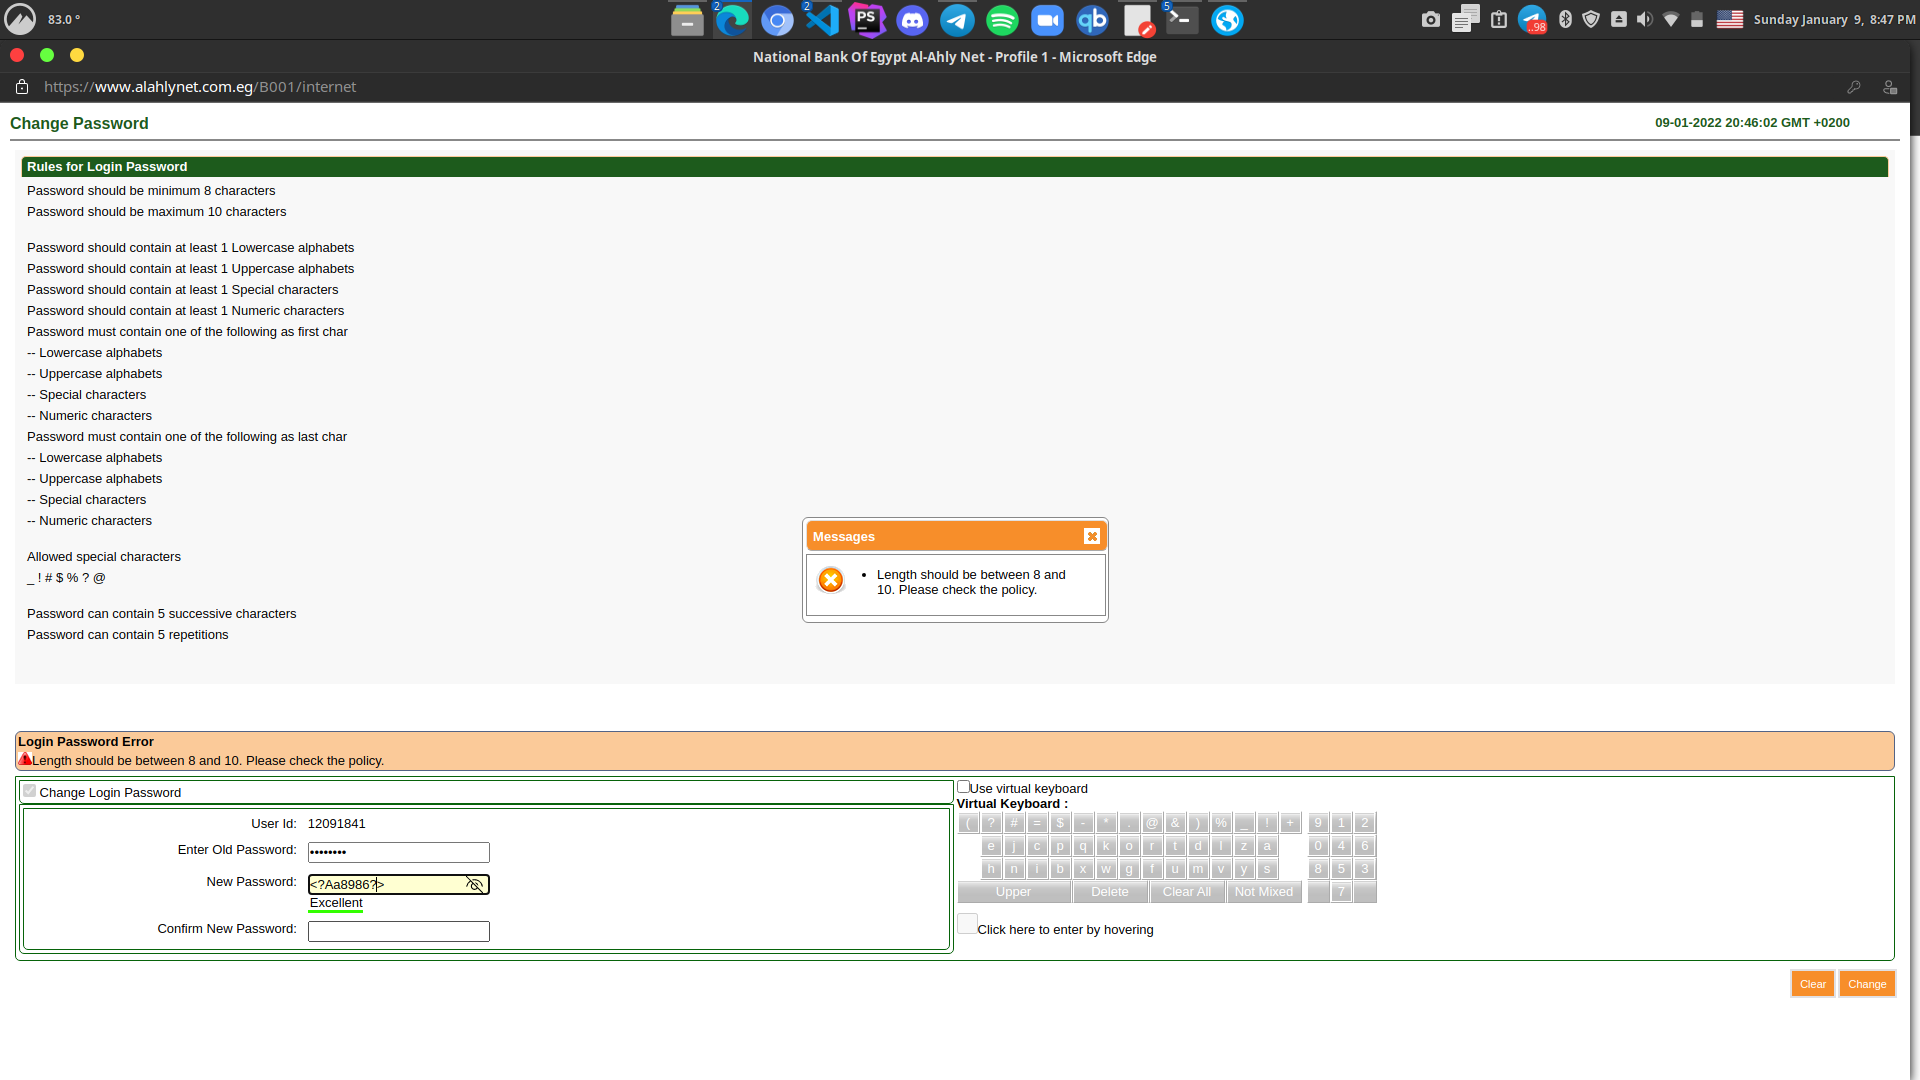 83.0 °
2
2
PS
qb
5
..98
Sunday January 9, 8:47 PM
National Bank Of Egypt Al-Ahly Net - Profile 1 - Microsoft Edge
https://www.alahlynet.com.eg/B001/internet
Change Password
09-01-2022 20:46:02 GMT +0200
Rules for Login Password
Password should be minimum 8 characters
Password should be maximum 10 characters
Password should contain at least 1 Lowercase alphabets
Password should contain at least 1 Uppercase alphabets
Password should contain at least 1 Special characters
Password should contain at least 1 Numeric characters
Password must contain one of the following as first char
-- Lowercase alphabets
-- Uppercase alphabets
-- Special characters
-- Numeric characters
Password must contain one of the following as last char
-- Lowercase alphabets
-- Uppercase alphabets
-- Special characters
-- Numeric characters
Allowed special characters
_ ! # $ % ? @
Password can contain 5 successive characters
Password can contain 5 repetitions
Messages
• Length should be between 8 and
10. Please check the policy.
Login Password Error
Length should be between 8 and 10. Please check the policy.
Change Login Password
User Id: 12091841
Enter Old Password: ••••••••
New Password: <?Aa8986?>
Excellent
Confirm New Password:
Use virtual keyboard
Virtual Keyboard :
( ? # = $ - * . @ & ) % _ ! + 9 1 2
e j c p q k o r t d l z a 0 4 6
h n i b x w g f u m v y s 8 5 3
Upper Delete Clear All Not Mixed 7
Click here to enter by hovering
Clear Change